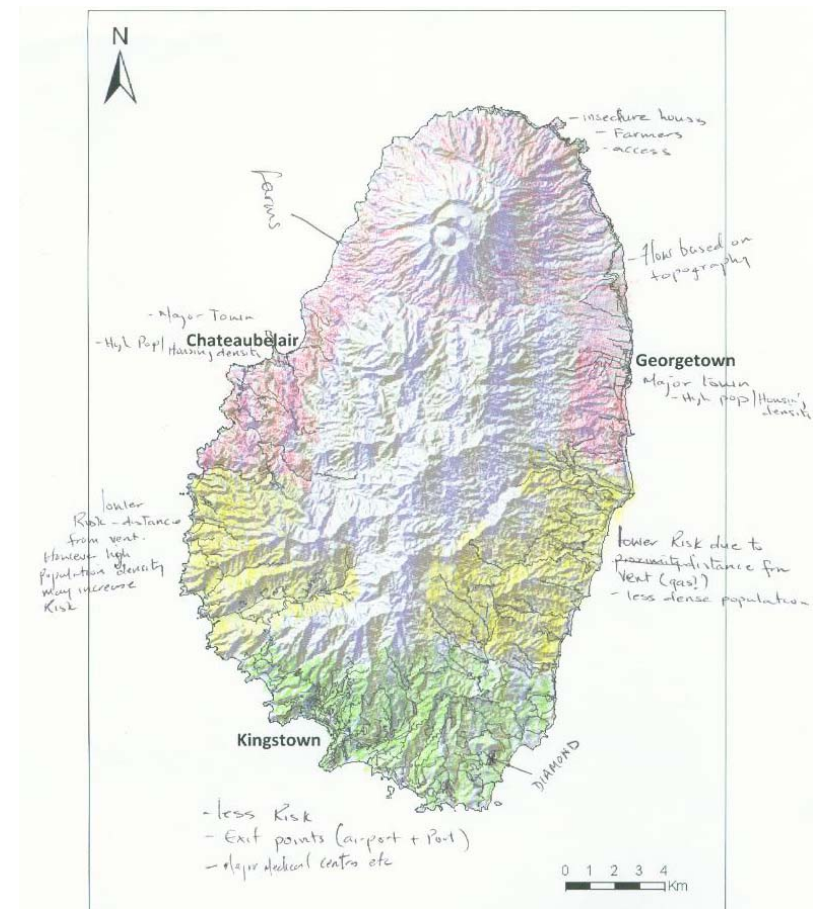 N
- insecture houses
- Farmers
- access
farms
- flow based on
topography
- Major Town
Chateaubelair
- High Pop/
Housing density
Georgetown
Major town
- High pop/Housing
density
lower
Risk - distance
from vent.
However high
Population density
may increase
Risk
lower Risk due to
proximity distance from
vent (gas!)
- less dense population
Kingstown
DIAMOND
- less Risk
- Exit points (airport + Port)
- Major Medical centre etc
0 1 2 3 4
Km